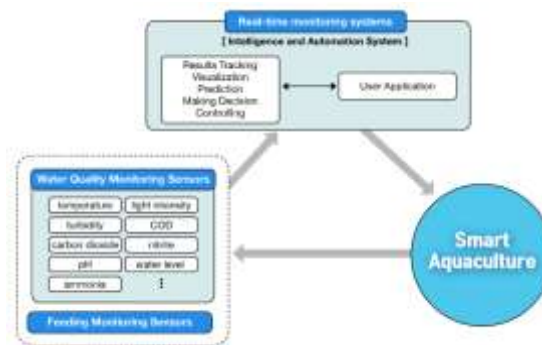 Real-time monitoring systems
[ Intelligence and Automation System ]
Results Tracking
Visualization
Prediction
Making Decision
Controlling
User Application
Water Quality Monitoring Sensors
temperature
light intensity
turbidity
COD
carbon dioxide
nitrite
pH
water level
ammonia
⋮
Feeding Monitoring Sensors
Smart
Aquaculture